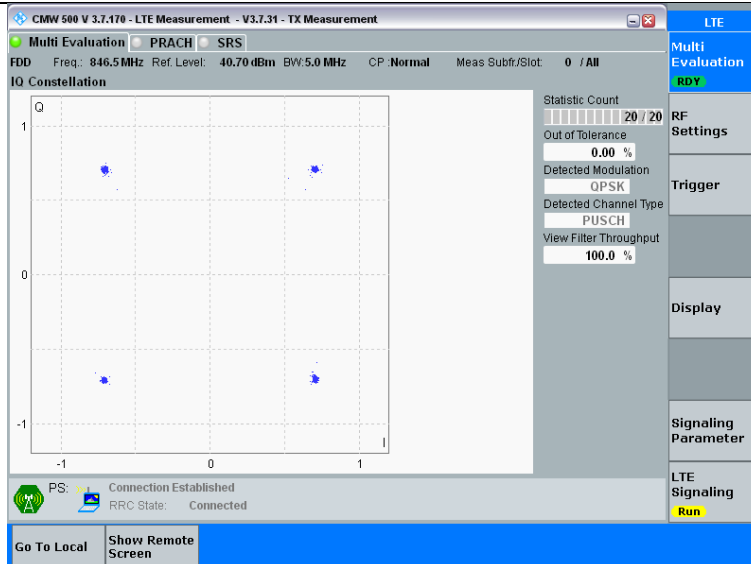 CMW 500 V 3.7.170 - LTE Measurement - V3.7.31 - TX Measurement
LTE
Multi Evaluation PRACH SRS
Multi
Evaluation
RDY
FDD Freq.: 846.5 MHz Ref. Level: 40.70 dBm BW: 5.0 MHz CP : Normal Meas Subfr./Slot: 0 / All
IQ Constellation
Q
1
0
-1
-1 0 1
I
Statistic Count
20 / 20
Out of Tolerance
0.00 %
Detected Modulation
QPSK
Detected Channel Type
PUSCH
View Filter Throughput
100.0 %
RF
Settings
Trigger
Display
Signaling
Parameter
LTE
Signaling
Run
PS: Connection Established
RRC State: Connected
Go To Local
Show Remote
Screen